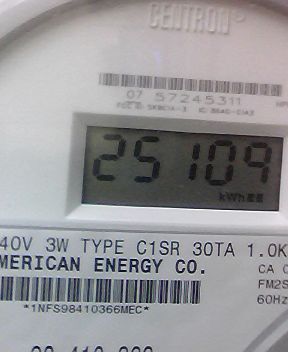 CENTRON
07 57245311
25109
kWh
40V 3W TYPE C1SR 30TA 1.0K
MERICAN ENERGY CO.
CA 0
FM2S
60Hz
*1NFS98410366MEC*